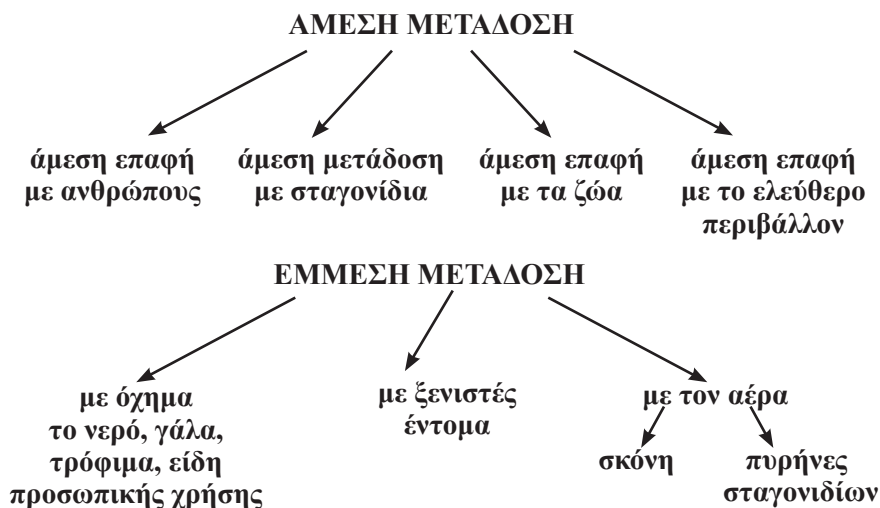 ΑΜΕΣΗ ΜΕΤΑΔΟΣΗ
άμεση επαφή
με ανθρώπους
άμεση μετάδοση
με σταγονίδια
άμεση επαφή
με τα ζώα
άμεση επαφή
με το ελεύθερο
περιβάλλον
ΕΜΜΕΣΗ ΜΕΤΑΔΟΣΗ
με όχημα
το νερό, γάλα,
τρόφιμα, είδη
προσωπικής χρήσης
με ξενιστές
έντομα
με τον αέρα
σκόνη
πυρήνες
σταγονιδίων